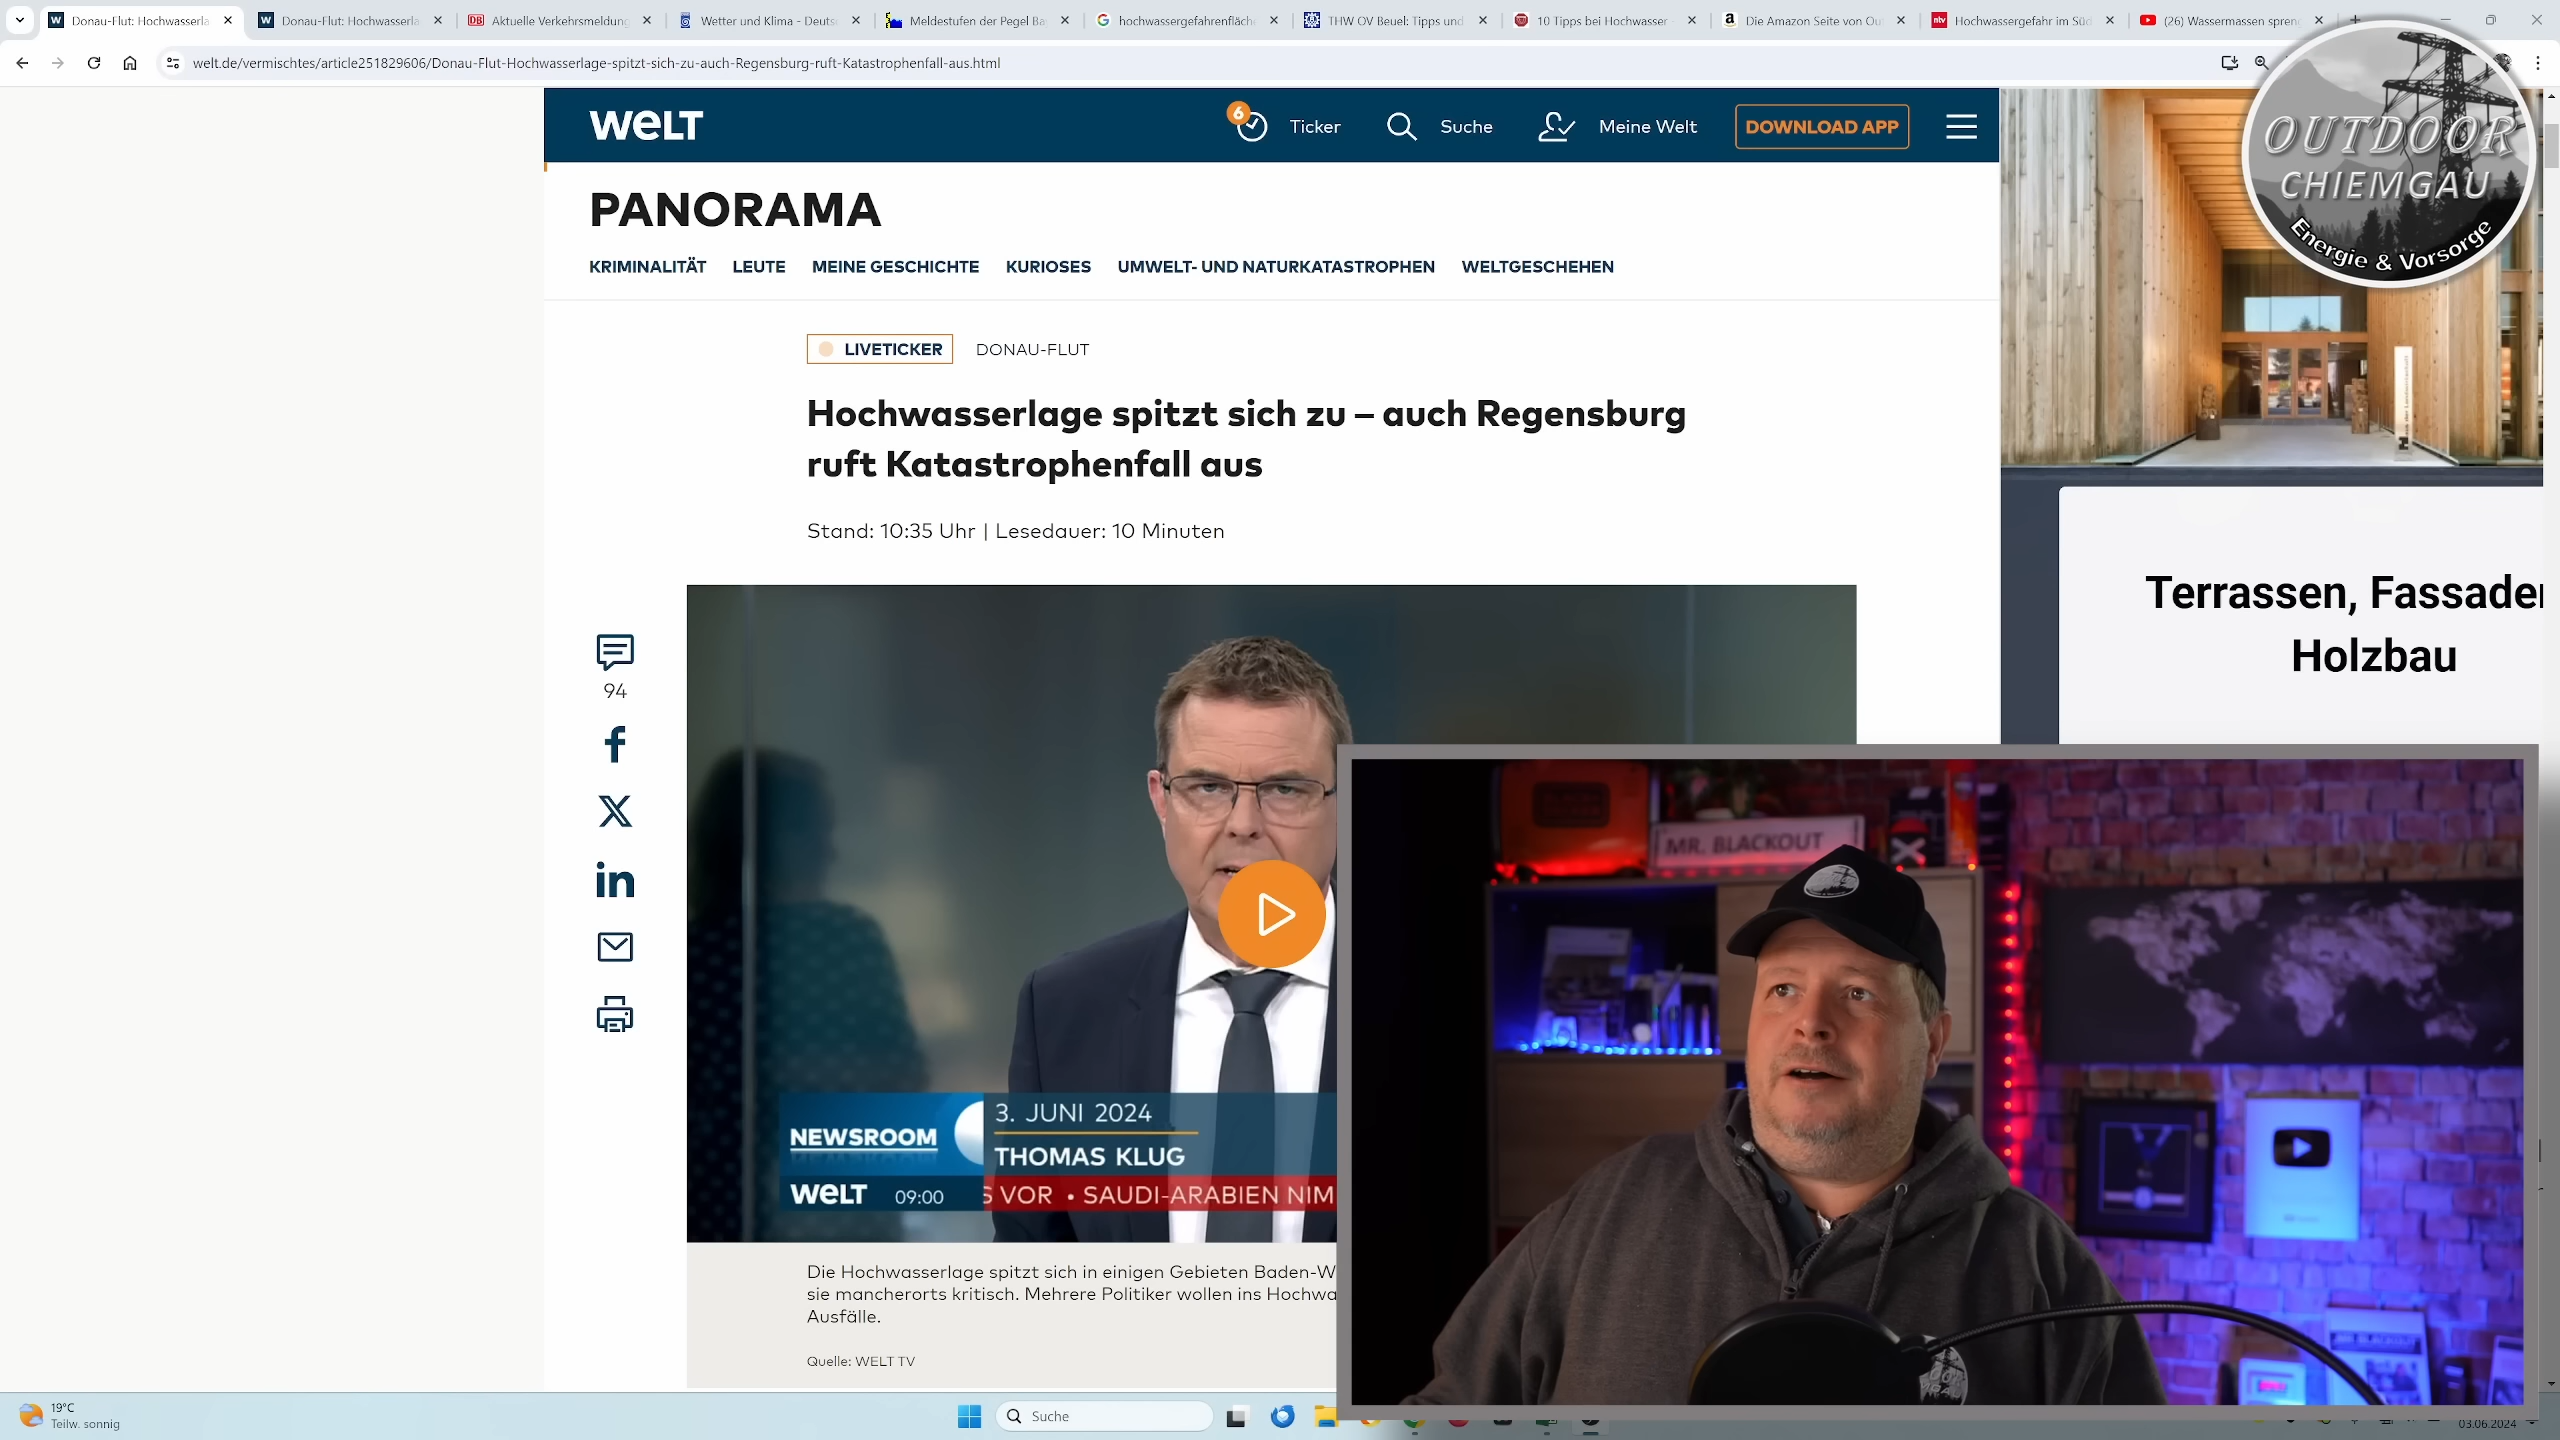 Donau-Flut: Hochwasserla
Donau-Flut: Hochwasserla
DB Aktuelle Verkehrsmeldung
Wetter und Klima - Deuts
Meldestufen der Pegel Ba
hochwassergefahrenfläche
THW OV Beuel: Tipps und
10 Tipps bei Hochwasser
Die Amazon Seite von Ou
ntv Hochwassergefahr im Süd
(26) Wassermassen spren
welt.de/vermischtes/article251829606/Donau-Flut-Hochwasserlage-spitzt-sich-zu-auch-Regensburg-ruft-Katastrophenfall-aus.html
WELT
6
Ticker
Suche
Meine Welt
DOWNLOAD APP
OUTDOOR
CHIEMGAU
Energie & Vorsorge
PANORAMA
KRIMINALITÄT LEUTE MEINE GESCHICHTE KURIOSES UMWELT- UND NATURKATASTROPHEN WELTGESCHEHEN
LIVETICKER DONAU-FLUT
Hochwasserlage spitzt sich zu – auch Regensburg
ruft Katastrophenfall aus
Stand: 10:35 Uhr | Lesedauer: 10 Minuten
Terrassen, Fassaden
Holzbau
94
MR. BLACKOUT
3. JUNI 2024
NEWSROOM
THOMAS KLUG
WELT 09:00
S VOR • SAUDI-ARABIEN NIM
Die Hochwasserlage spitzt sich in einigen Gebieten Baden-W
sie mancherorts kritisch. Mehrere Politiker wollen ins Hochwa
Ausfälle.
Quelle: WELT TV
19°C
Teilw. sonnig
Suche
03.06.2024